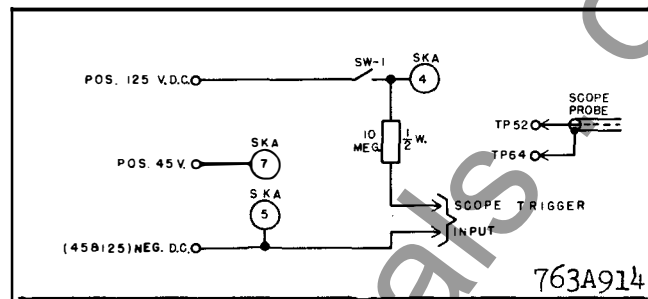 SW-1
SKA
4
POS. 125 V.D.C.
SCOPE
PROBE
TP52
10
MEG.
1/2 W.
TP64
SKA
7
POS. 45V.
SKA
5
SCOPE TRIGGER
INPUT
(458125) NEG. D.C.
763A914